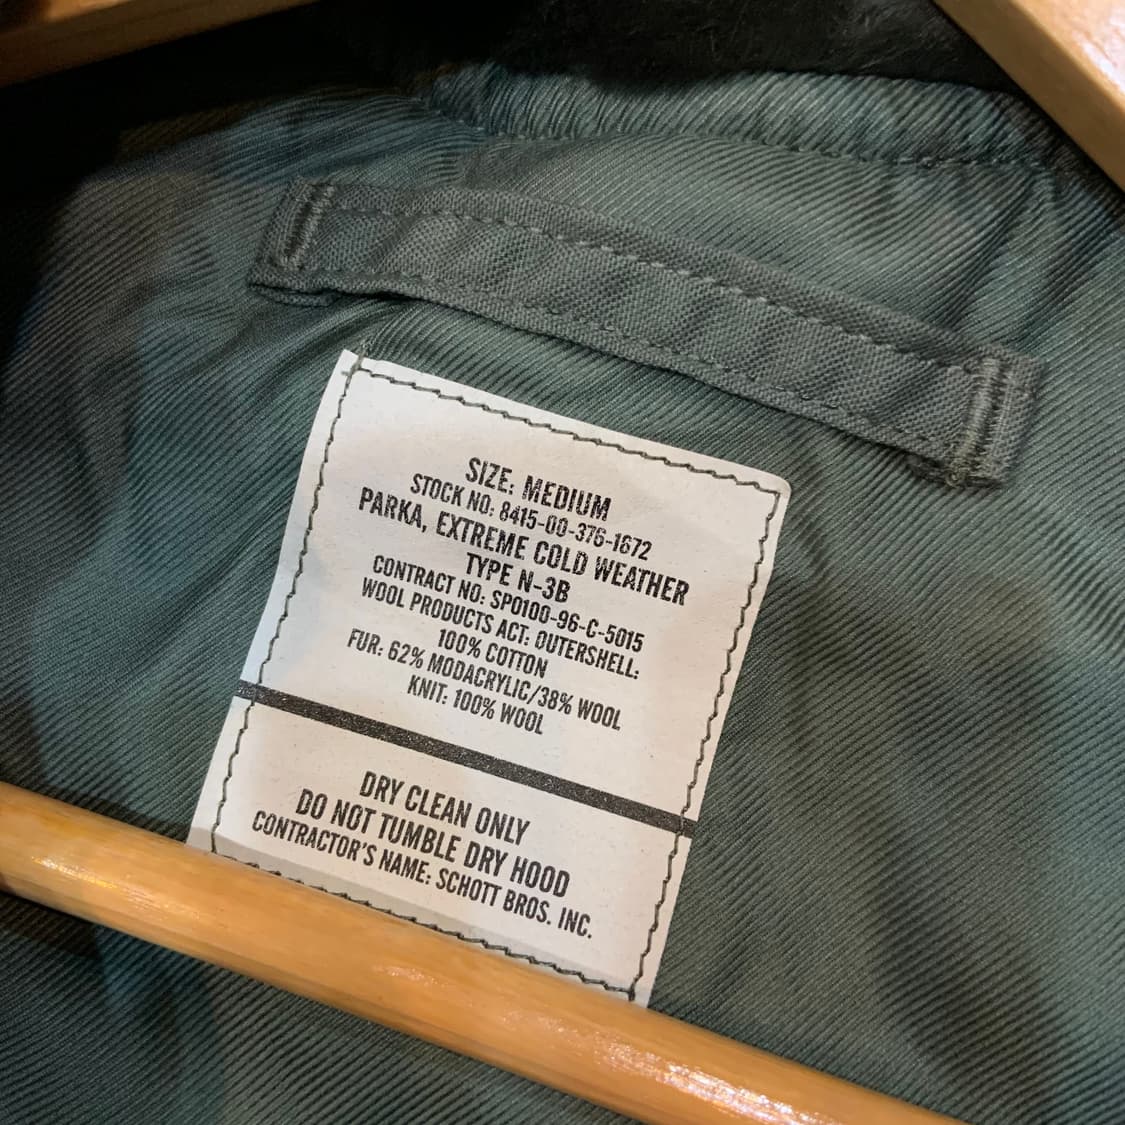 SIZE: MEDIUM
STOCK NO: 8415-00-376-1672
PARKA, EXTREME COLD WEATHER
TYPE N-3B
CONTRACT NO: SPO100-96-C-5015
WOOL PRODUCTS ACT: OUTERSHELL:
100% COTTON
FUR: 62% MODACRYLIC/38% WOOL
KNIT: 100% WOOL
DRY CLEAN ONLY
DO NOT TUMBLE DRY HOOD
CONTRACTOR'S NAME: SCHOTT BROS. INC.